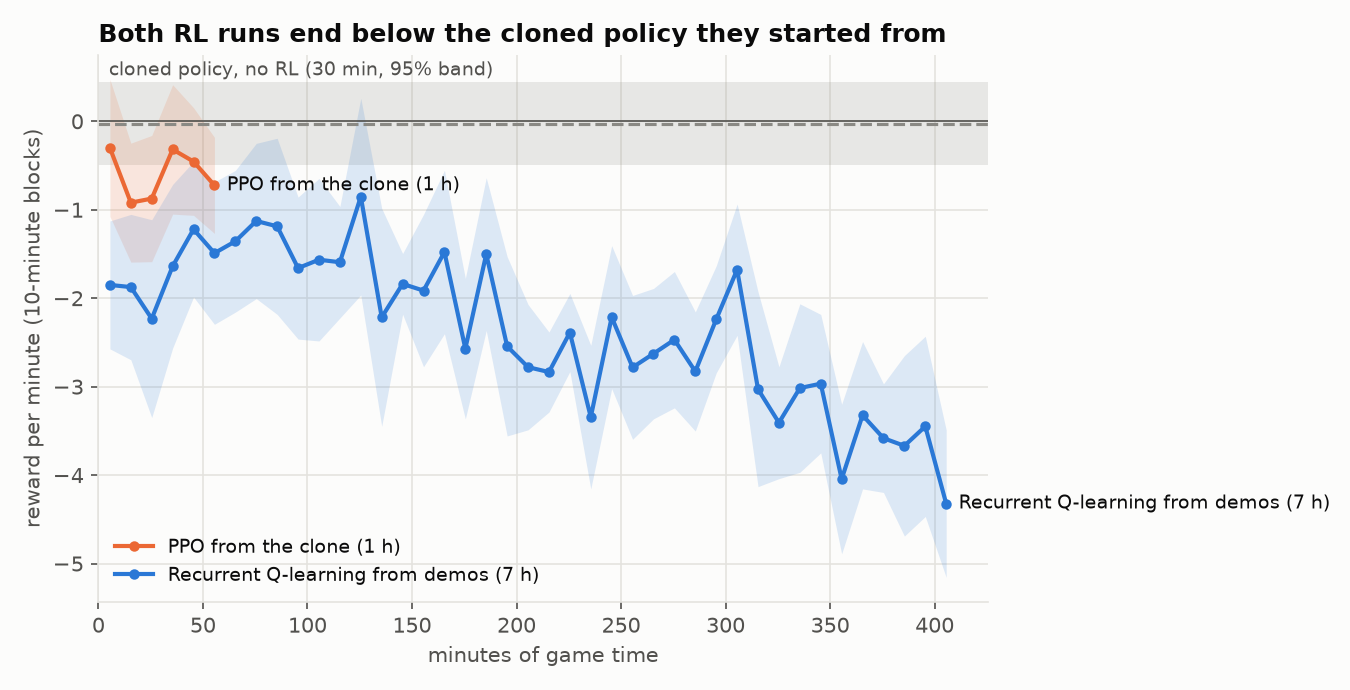 Both RL runs end below the cloned policy they started from
cloned policy, no RL (30 min, 95% band)
reward per minute (10-minute blocks)
0
−1
−2
−3
−4
−5
PPO from the clone (1 h)
Recurrent Q-learning from demos (7 h)
PPO from the clone (1 h)
Recurrent Q-learning from demos (7 h)
0 50 100 150 200 250 300 350 400
minutes of game time